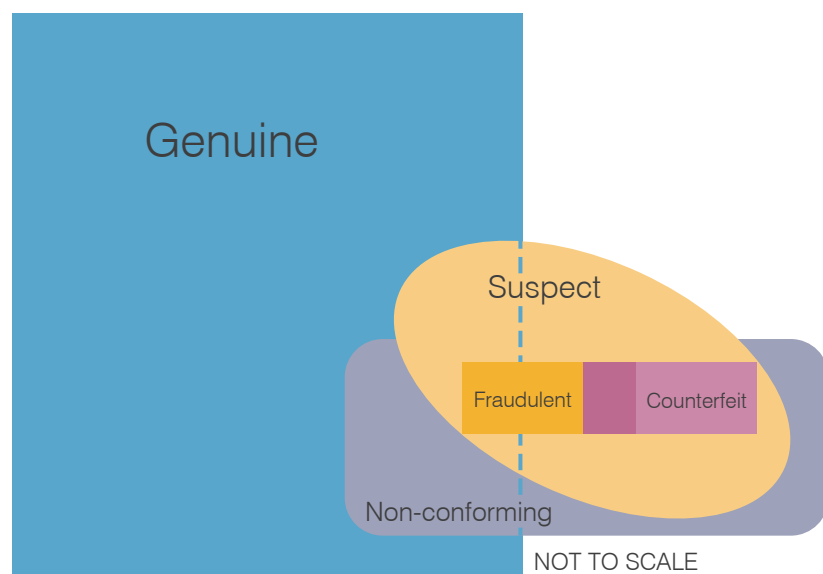 Genuine
Suspect
Fraudulent
Counterfeit
Non-conforming
NOT TO SCALE